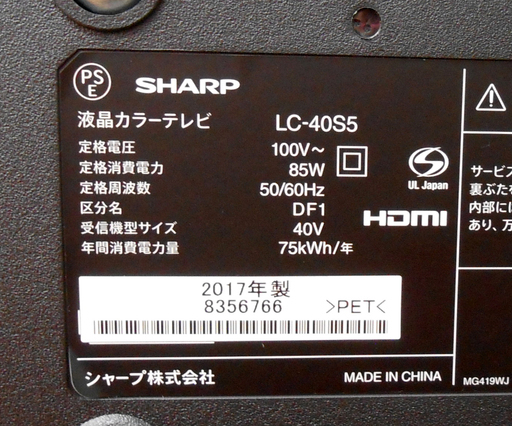 PS
E
SHARP
液晶カラーテレビ LC-40S5
定格電圧 100V～
定格消費電力 85W
定格周波数 50/60Hz
区分名 DF1
受信機型サイズ 40V
年間消費電力量 75kWh/年
UL Japan
HDMI
2017年製
8356766 >PET<
シャープ株式会社 MADE IN CHINA
サービス
裏ぶたを
内部には
あり、万
MG419WJ